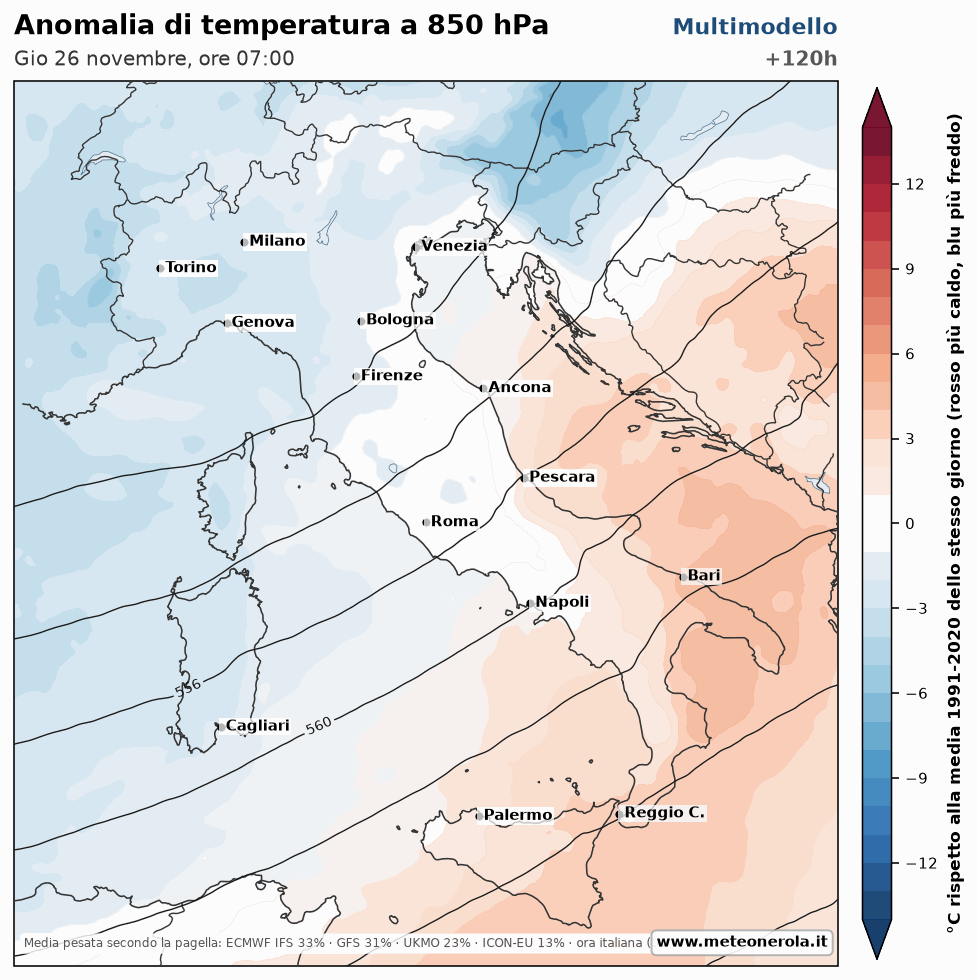 Anomalia di temperatura a 850 hPa
Multimodello
Gio 26 novembre, ore 07:00
+120h
Milano
Venezia
Torino
Genova
Bologna
Firenze
Ancona
Pescara
Roma
Bari
Napoli
556
560
Cagliari
Palermo
Reggio C.
12
9
6
3
0
−3
−6
−9
−12
°C rispetto alla media 1991-2020 dello stesso giorno (rosso più caldo, blu più freddo)
Media pesata secondo la pagella: ECMWF IFS 33% · GFS 31% · UKMO 23% · ICON-EU 13% · ora italiana (
www.meteonerola.it